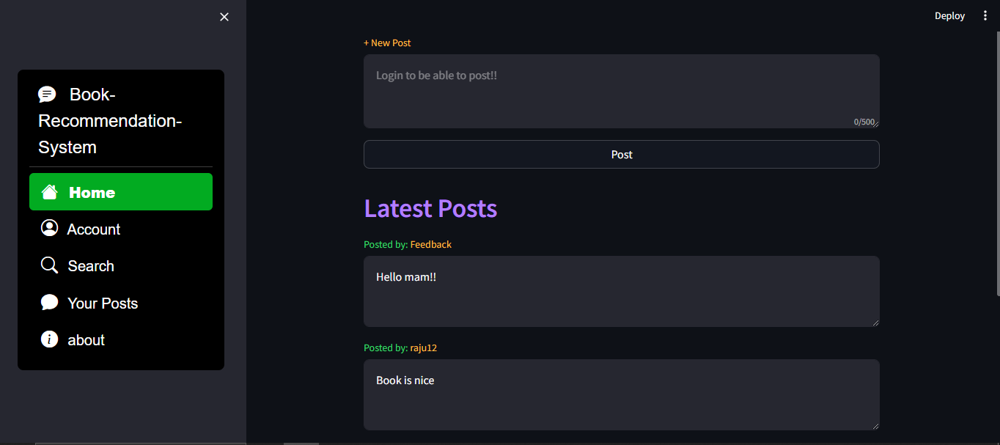 Deploy
Book-
Recommendation-
System
Home
Account
Search
Your Posts
about
+ New Post
Login to be able to post!!
0/500
Post
Latest Posts
Posted by: Feedback
Hello mam!!
Posted by: raju12
Book is nice